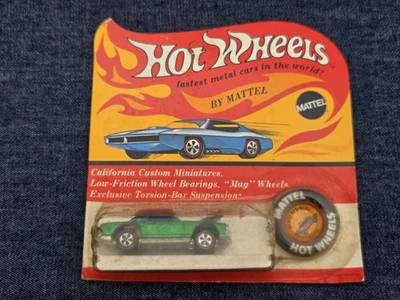 Hot Wheels
fastest metal cars in the world!
BY MATTEL
MATTEL
California Custom Miniatures.
Low-Friction Wheel Bearings. "Mag" Wheels.
Exclusive Torsion-Bar Suspension
MATTEL
HOT WHEELS